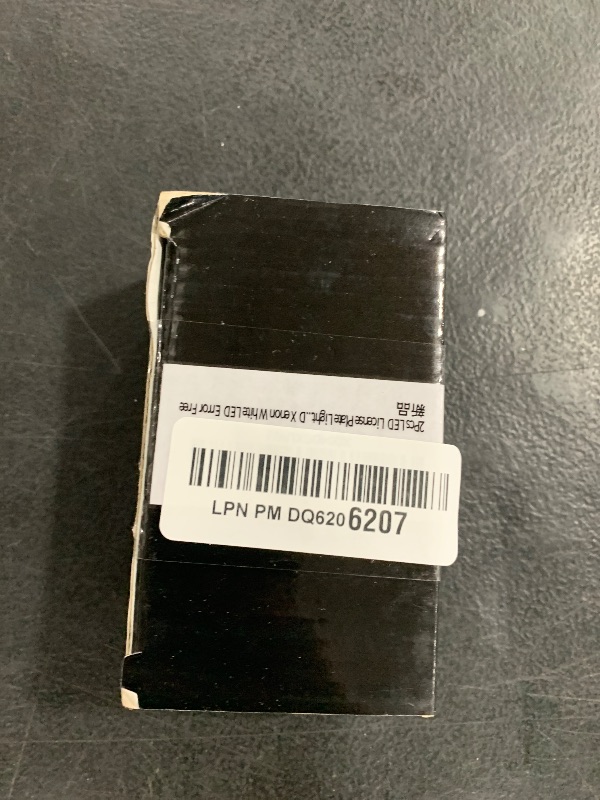 2Pcs LED License Plate Light...D Xenon White LED Error Free
新品
LPN PM DQ6206207